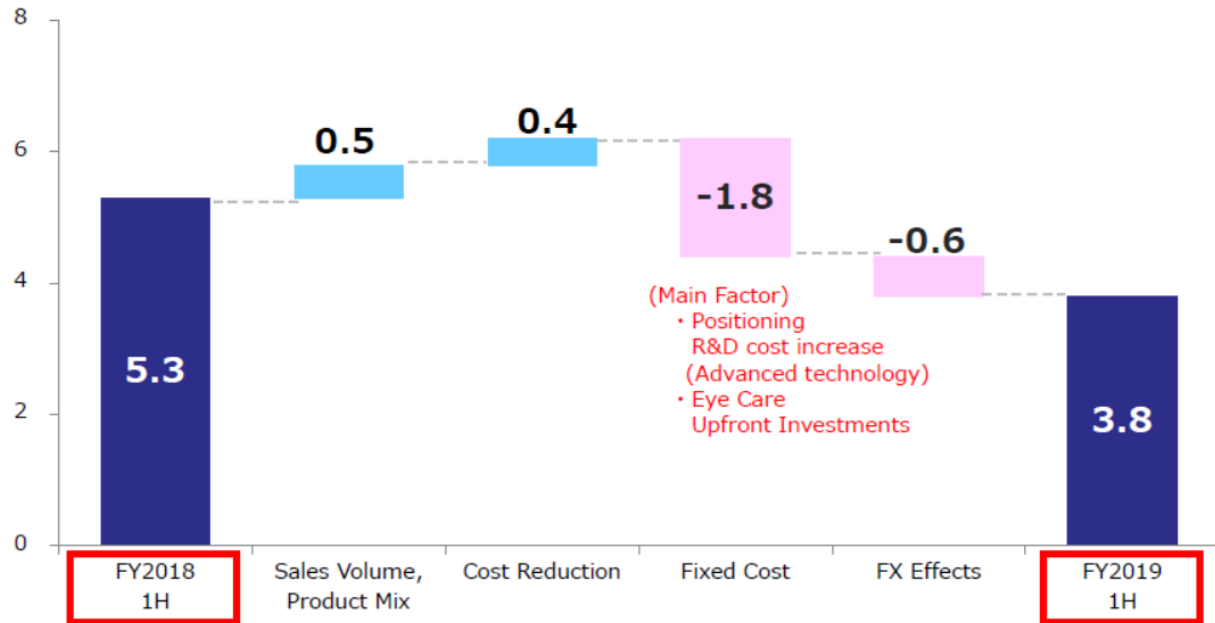 8
6
4
2
0
5.3
0.5
0.4
-1.8
-0.6
3.8
(Main Factor)
・Positioning
R&D cost increase
(Advanced technology)
・Eye Care
Upfront Investments
FY2018
1H
Sales Volume,
Product Mix
Cost Reduction
Fixed Cost
FX Effects
FY2019
1H